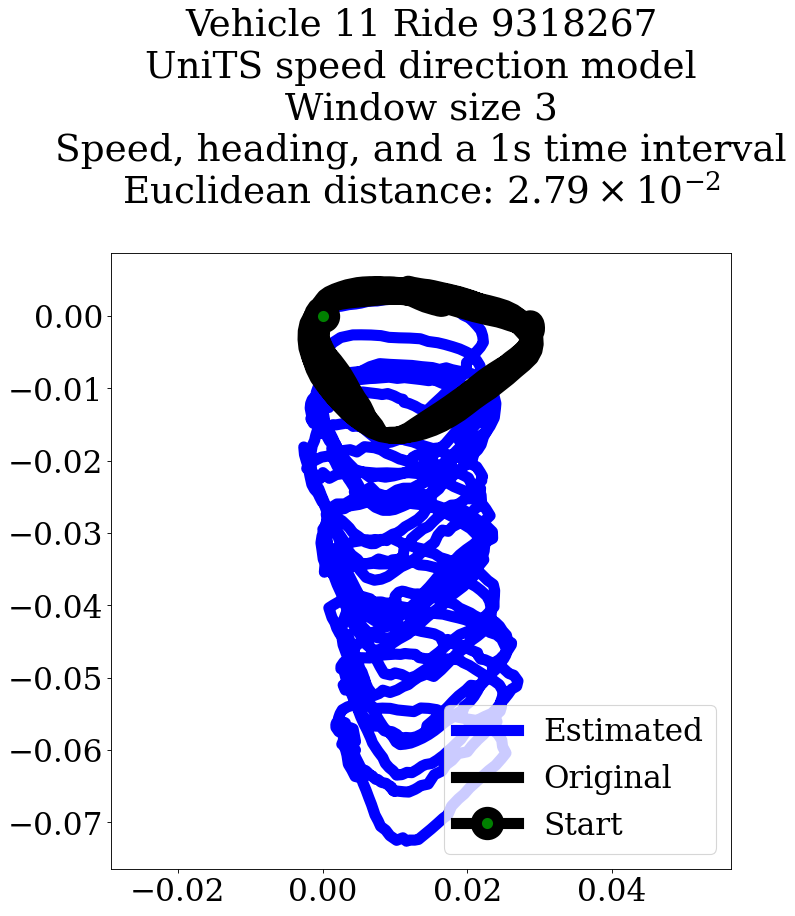 Vehicle 11 Ride 9318267
UniTS speed direction model
Window size 3
Speed, heading, and a 1s time interval
Euclidean distance: 2.79 × 10⁻²
0.00
−0.01
−0.02
−0.03
−0.04
−0.05
−0.06
−0.07
Estimated
Original
Start
−0.02 0.00 0.02 0.04